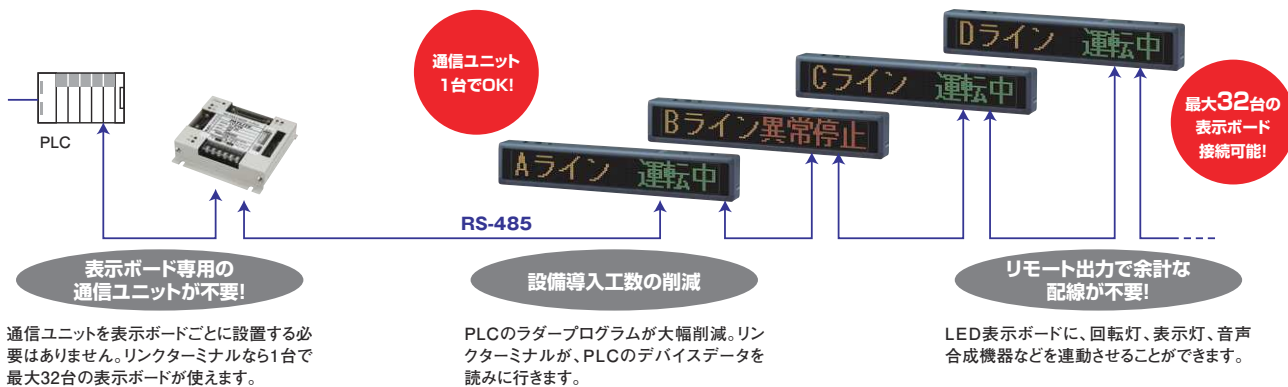 通信ユニット
1台でOK!
Dライン 運転中
Cライン 運転中
Bライン異常停止
Aライン 運転中
最大32台の
表示ボード
接続可能!
PLC
RS-485
表示ボード専用の
通信ユニットが不要!
通信ユニットを表示ボードごとに設置する必
要はありません。リンクターミナルなら1台で
最大32台の表示ボードが使えます。
設備導入工数の削減
PLCのラダープログラムが大幅削減。リン
クターミナルが、PLCのデバイスデータを
読みに行きます。
リモート出力で余計な
配線が不要!
LED表示ボードに、回転灯、表示灯、音声
合成機器などを連動させることができます。